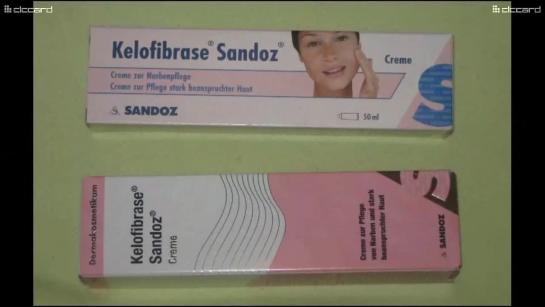 Kelofibrase® Sandoz®
Creme
Creme zur Narbenpflege
Creme zur Pflege stark beanspruchter Haut
SANDOZ
50 ml
Dermakosmetikum
Kelofibrase®
Sandoz®
Creme
Creme zur Pflege
von Narben und stark
beanspruchter Haut
SANDOZ